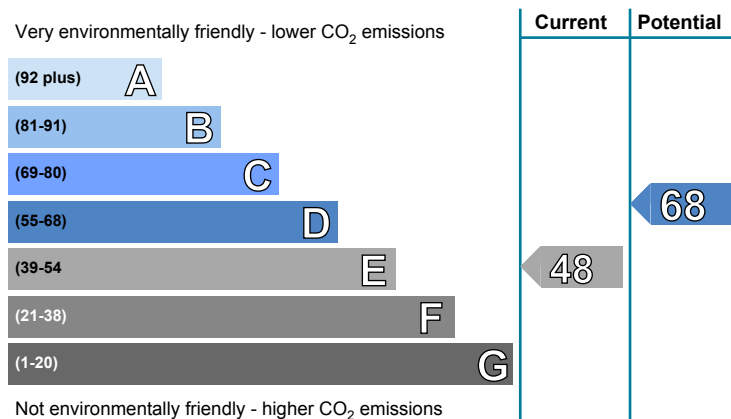 Current Potential
Very environmentally friendly - lower CO₂ emissions
(92 plus) A
(81-91) B
(69-80) C
68
(55-68) D
(39-54 E 48
(21-38) F
(1-20) G
Not environmentally friendly - higher CO₂ emissions